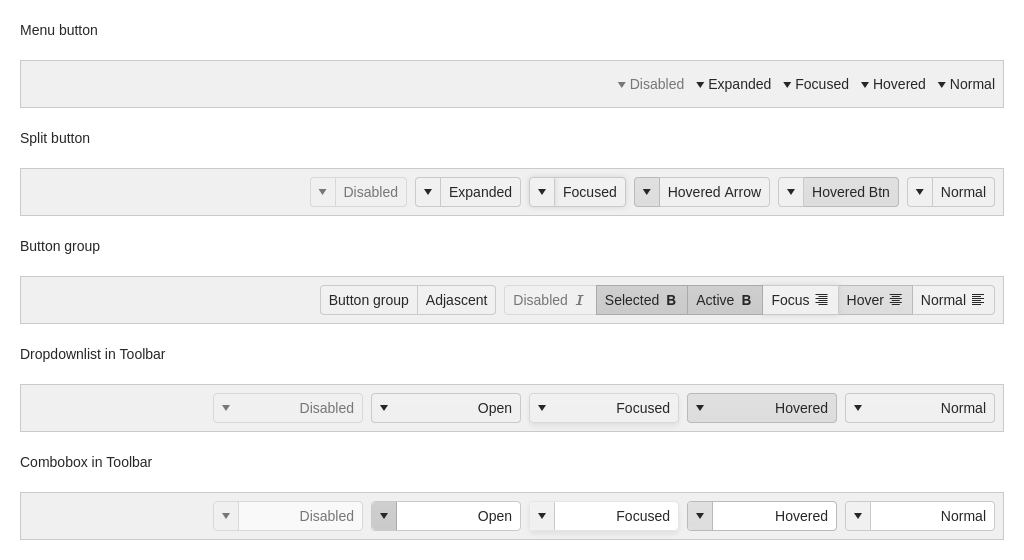 Menu button
Disabled Expanded Focused Hovered Normal
Split button
Disabled Expanded Focused Hovered Arrow Hovered Btn Normal
Button group
Button group Adjascent Disabled I Selected B Active B Focus Hover Normal
Dropdownlist in Toolbar
Disabled Open Focused Hovered Normal
Combobox in Toolbar
Disabled Open Focused Hovered Normal